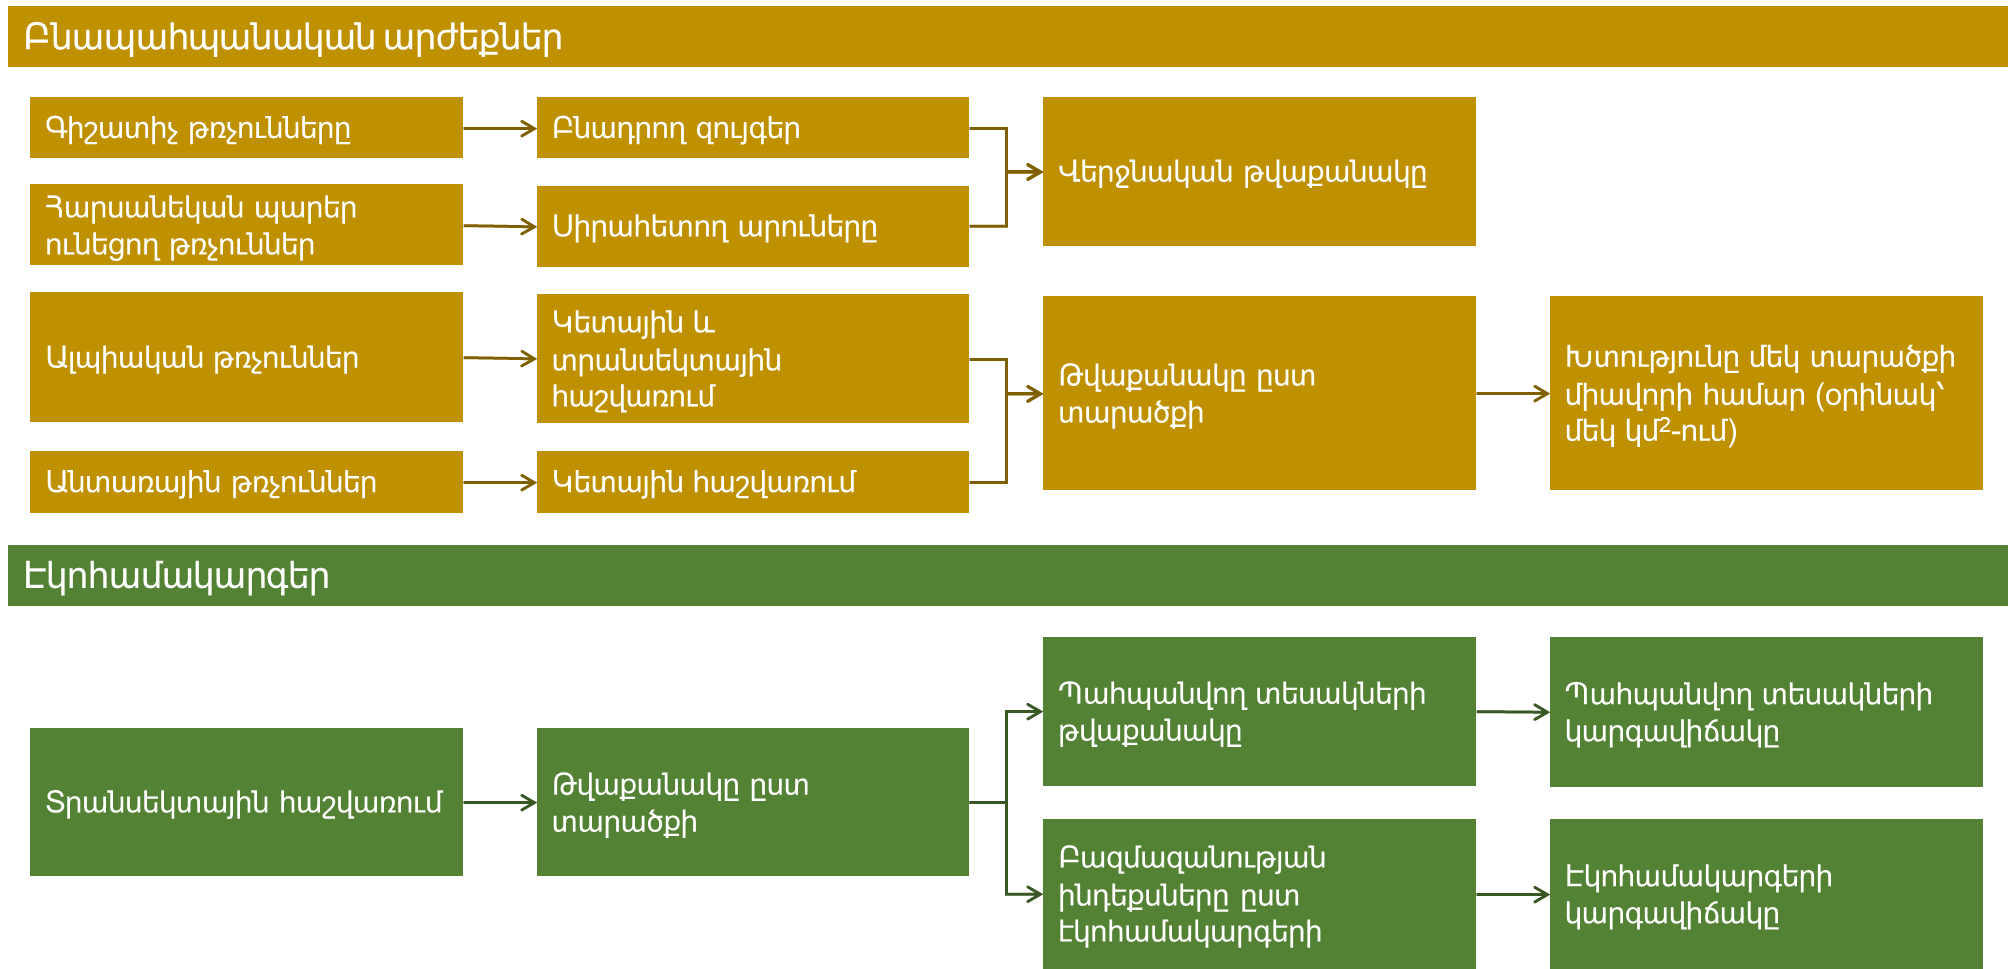 Բնապահպանական արժեքներ
Գիշատիչ թռչունները
Բնադրող զույգեր
Վերջնական թվաքանակը
Հարսանեկան պարեր
ունեցող թռչուններ
Սիրահետող արուները
Ալպիական թռչուններ
Կետային և
տրանսեկտային
հաշվառում
Թվաքանակը ըստ
տարածքի
Խտությունը մեկ տարածքի
միավորի համար (օրինակ՝
մեկ կմ²-ում)
Անտառային թռչուններ
Կետային հաշվառում
Էկոհամակարգեր
Տրանսեկտային հաշվառում
Թվաքանակը ըստ
տարածքի
Պահպանվող տեսակների
թվաքանակը
Պահպանվող տեսակների
կարգավիճակը
Բազմազանության
ինդեքսները ըստ
էկոհամակարգերի
Էկոհամակարգերի
կարգավիճակը